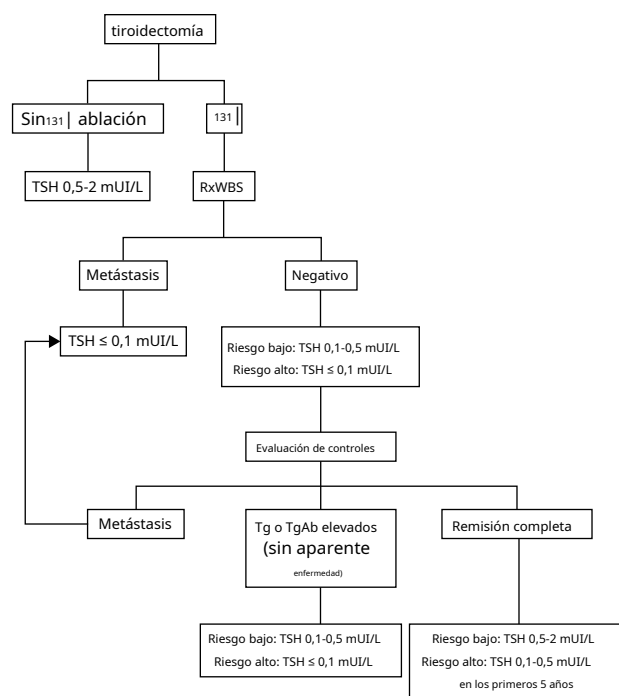 tiroidectomía
Sin131| ablación
131|
TSH 0,5-2 mUI/L
RxWBS
Metástasis
Negativo
TSH ≤ 0,1 mUI/L
Riesgo bajo: TSH 0,1-0,5 mUI/L
Riesgo alto: TSH ≤ 0,1 mUI/L
Evaluación de controles
Metástasis
Tg o TgAb elevados
(sin aparente
enfermedad)
Remisión completa
Riesgo bajo: TSH 0,1-0,5 mUI/L
Riesgo alto: TSH ≤ 0,1 mUI/L
Riesgo bajo: TSH 0,5-2 mUI/L
Riesgo alto: TSH 0,1-0,5 mUI/L
en los primeros 5 años